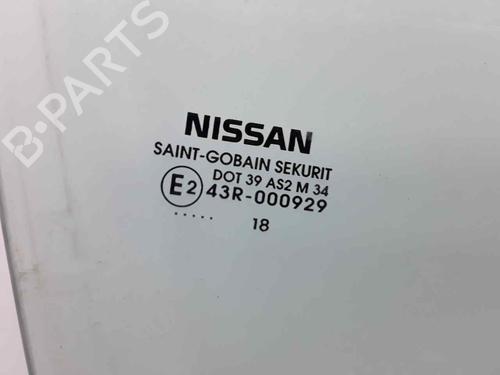 B-PARTS
NISSAN
SAINT-GOBAIN SEKURIT
DOT 39 AS2 M 34
E2 43R-000929
..... 18